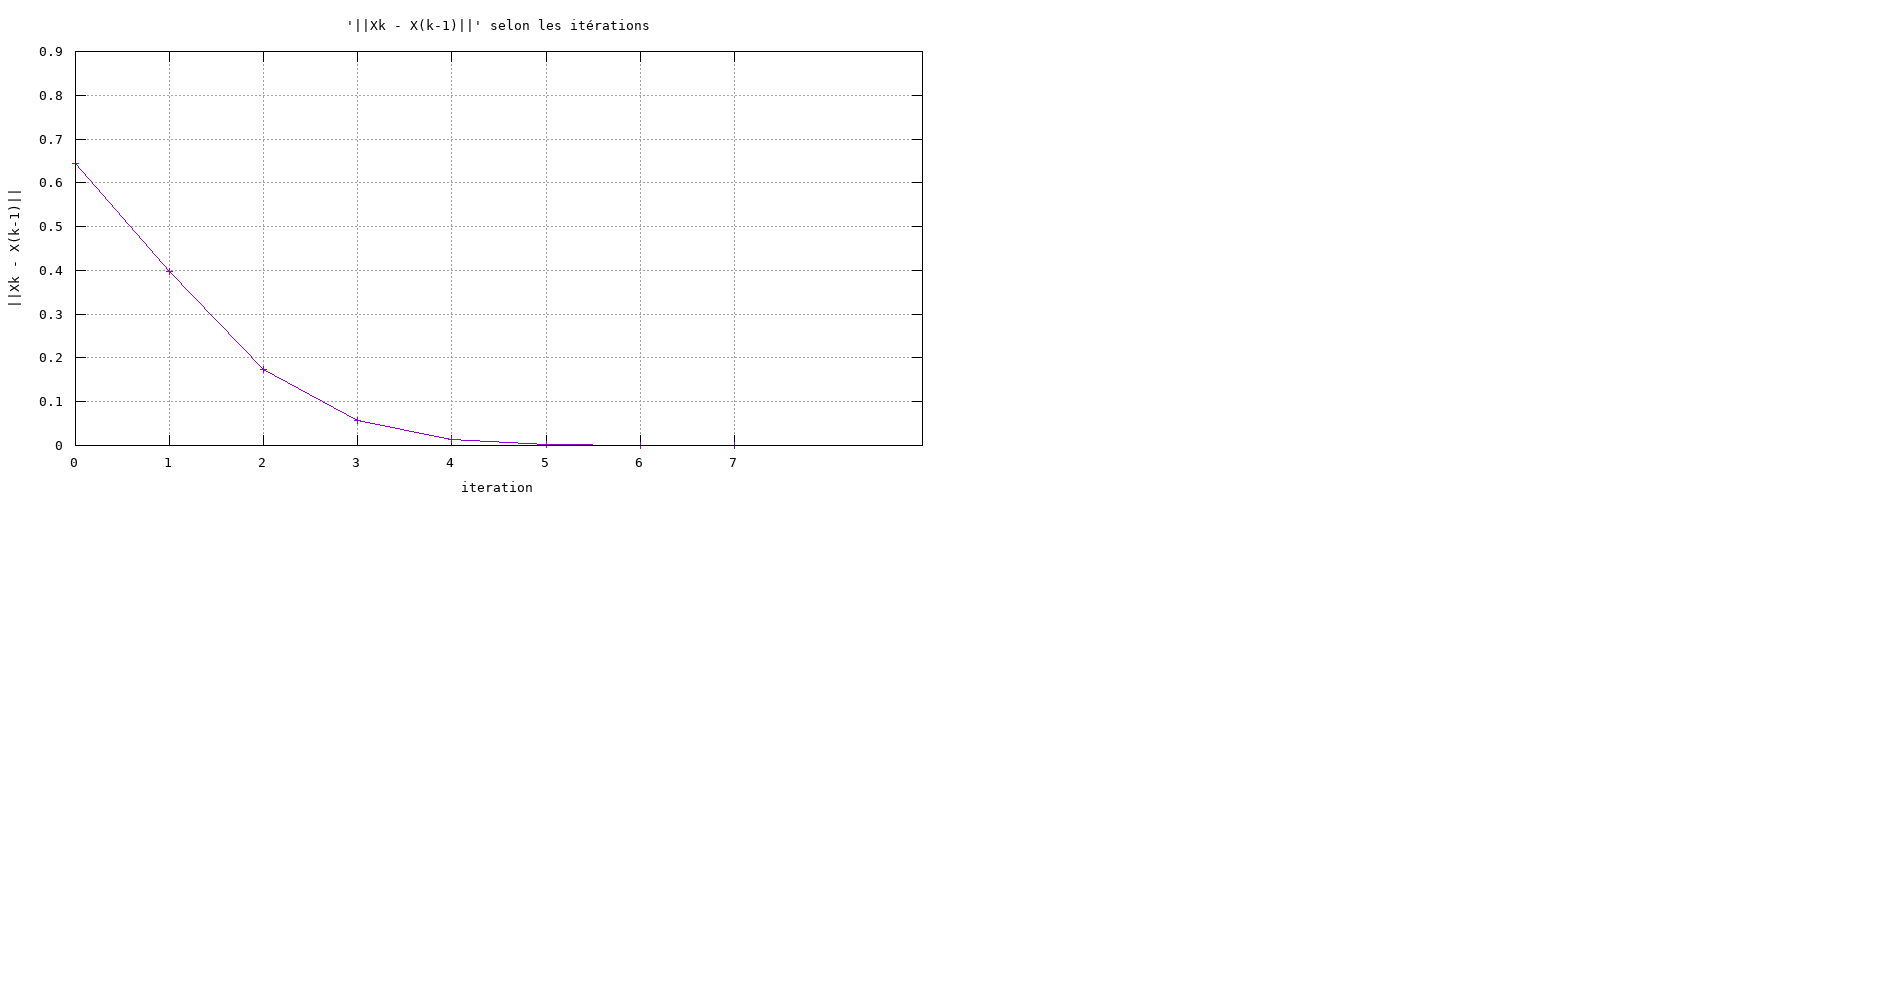 '||Xk - X(k-1)||' selon les itérations
||Xk - X(k-1)||
0.9
0.8
0.7
0.6
0.5
0.4
0.3
0.2
0.1
0
0 1 2 3 4 5 6 7
iteration